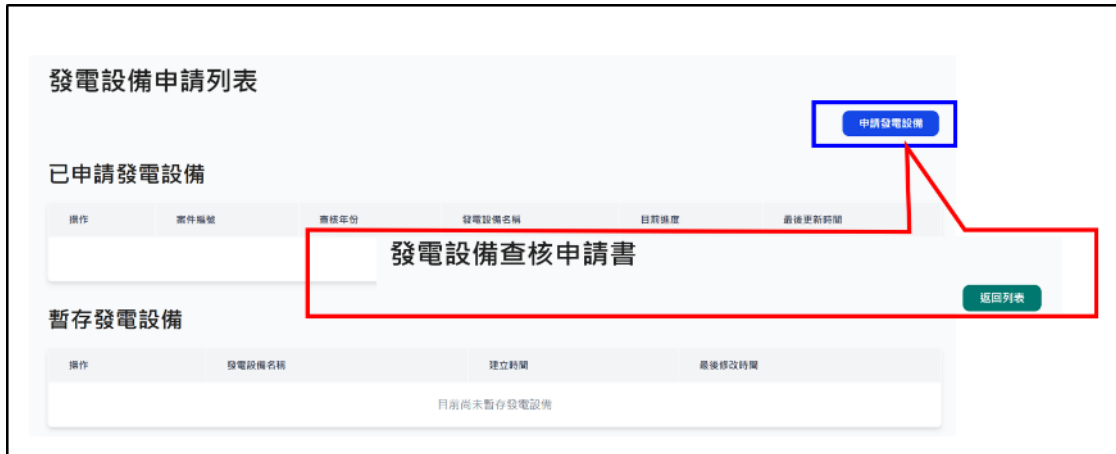 發電設備申請列表
申請發電設備
已申請發電設備
操作 案件編號 查核年份 發電設備名稱 目前進度 最後更新時間
發電設備查核申請書
返回列表
暫存發電設備
操作 發電設備名稱 建立時間 最後修改時間
目前尚未暫存發電設備